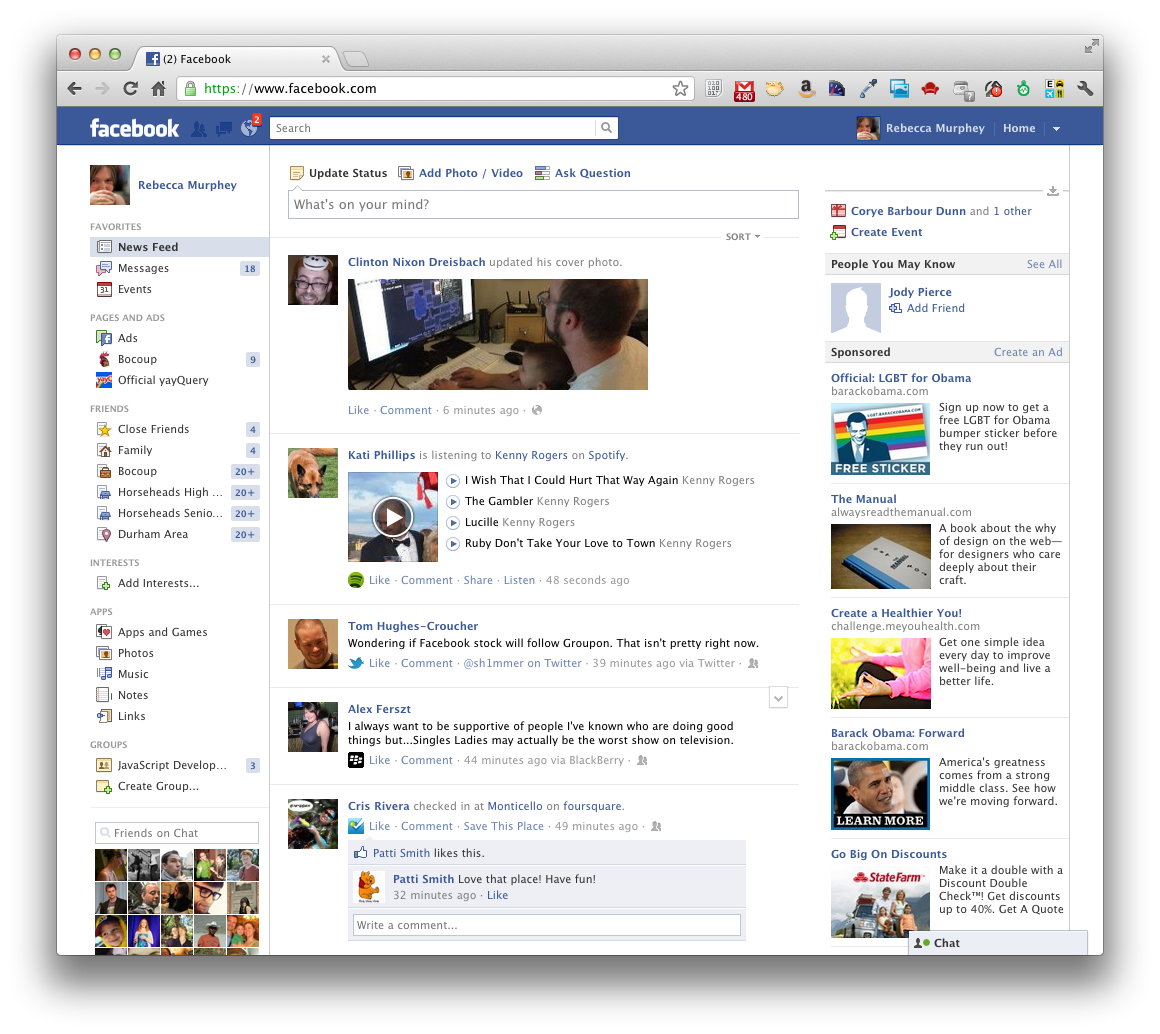 (2) Facebook
https://www.facebook.com
480
?
facebook
2
Search
Rebecca Murphey
Home
Rebecca Murphey
FAVORITES
News Feed
Messages 18
31 Events
PAGES AND ADS
Ads
Bocoup 9
Official yayQuery
FRIENDS
Close Friends 4
Family 4
Bocoup 20+
Horseheads High ... 20+
Horseheads Senio... 20+
Durham Area 20+
INTERESTS
Add Interests...
APPS
Apps and Games
Photos
Music
Notes
Links
GROUPS
JavaScript Develop... 3
Create Group...
Friends on Chat
Update Status Add Photo / Video Ask Question
What's on your mind?
SORT
Clinton Nixon Dreisbach updated his cover photo.
Like · Comment · 6 minutes ago ·
Kati Phillips is listening to Kenny Rogers on Spotify.
I Wish That I Could Hurt That Way Again Kenny Rogers
The Gambler Kenny Rogers
Lucille Kenny Rogers
Ruby Don't Take Your Love to Town Kenny Rogers
Like · Comment · Share · Listen · 48 seconds ago
Tom Hughes-Croucher
Wondering if Facebook stock will follow Groupon. That isn't pretty right now.
Like · Comment · @sh1mmer on Twitter · 39 minutes ago via Twitter ·
Alex Ferszt
I always want to be supportive of people I've known who are doing good
things but...Singles Ladies may actually be the worst show on television.
Like · Comment · 44 minutes ago via BlackBerry ·
Cris Rivera checked in at Monticello on foursquare.
Like · Comment · Save This Place · 49 minutes ago ·
Patti Smith likes this.
Patti Smith Love that place! Have fun!
32 minutes ago · Like
Write a comment...
Corye Barbour Dunn and 1 other
Create Event
People You May Know See All
Jody Pierce
Add Friend
Sponsored Create an Ad
Official: LGBT for Obama
barackobama.com
LGBT.BARACKOBAMA.COM
FREE STICKER
Sign up now to get a
free LGBT for Obama
bumper sticker before
they run out!
The Manual
alwaysreadthemanual.com
A book about the why
of design on the web—
for designers who care
deeply about their
craft.
Create a Healthier You!
challenge.meyouhealth.com
Get one simple idea
every day to improve
well-being and live a
better life.
Barack Obama: Forward
barackobama.com
LEARN MORE
America's greatness
comes from a strong
middle class. See how
we're moving forward.
Go Big On Discounts
StateFarm™
Make it a double with a
Discount Double
Check™! Get discounts
up to 40%. Get A Quote
Chat